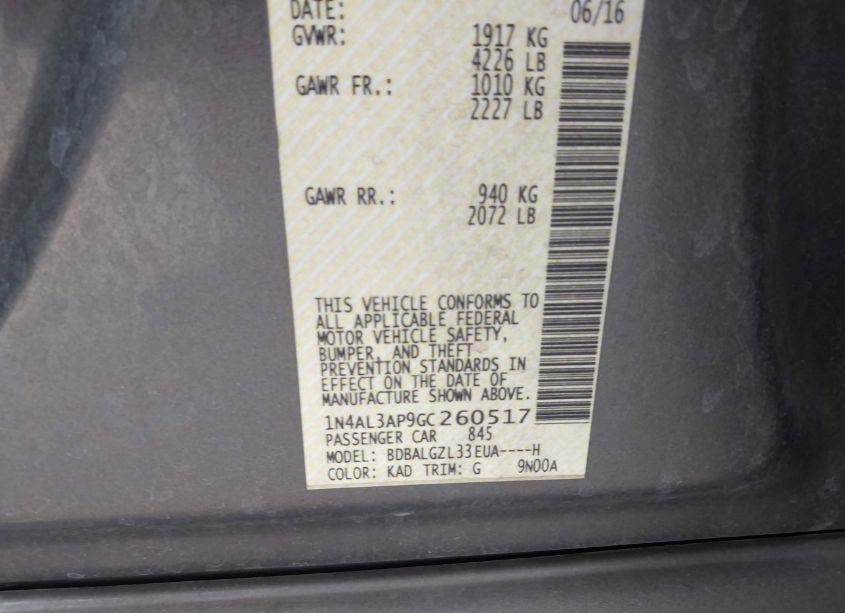 DATE: 06/16
GVWR: 1917 KG
4226 LB
GAWR FR.: 1010 KG
2227 LB
GAWR RR.: 940 KG
2072 LB
THIS VEHICLE CONFORMS TO
ALL APPLICABLE FEDERAL
MOTOR VEHICLE SAFETY,
BUMPER, AND THEFT
PREVENTION STANDARDS IN
EFFECT ON THE DATE OF
MANUFACTURE SHOWN ABOVE.
1N4AL3AP9GC260517
PASSENGER CAR 845
MODEL: BDBALGZL33EUA----H
COLOR: KAD TRIM: G 9N00A